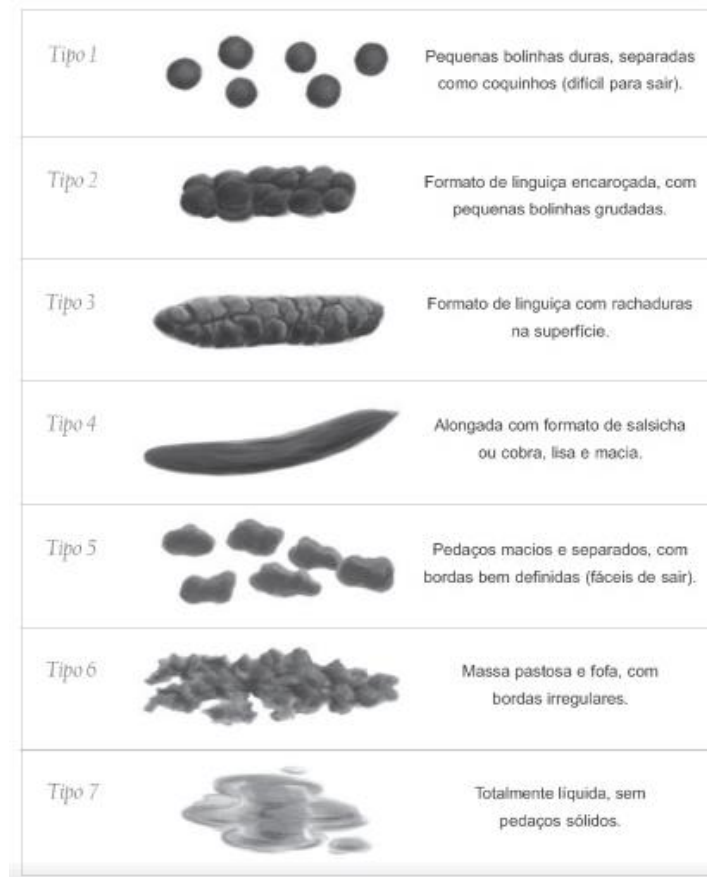 Tipo 1
Pequenas bolinhas duras, separadas
como coquinhos (difícil para sair).
Tipo 2
Formato de linguiça encaroçada, com
pequenas bolinhas grudadas.
Tipo 3
Formato de linguiça com rachaduras
na superfície.
Tipo 4
Alongada com formato de salsicha
ou cobra, lisa e macia.
Tipo 5
Pedaços macios e separados, com
bordas bem definidas (fáceis de sair).
Tipo 6
Massa pastosa e fofa, com
bordas irregulares.
Tipo 7
Totalmente líquida, sem
pedaços sólidos.